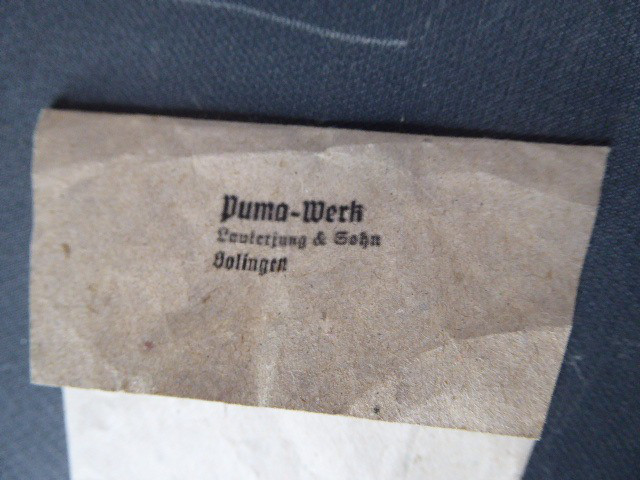 Puma-Werk
Lauterjung & Sohn
Solingen